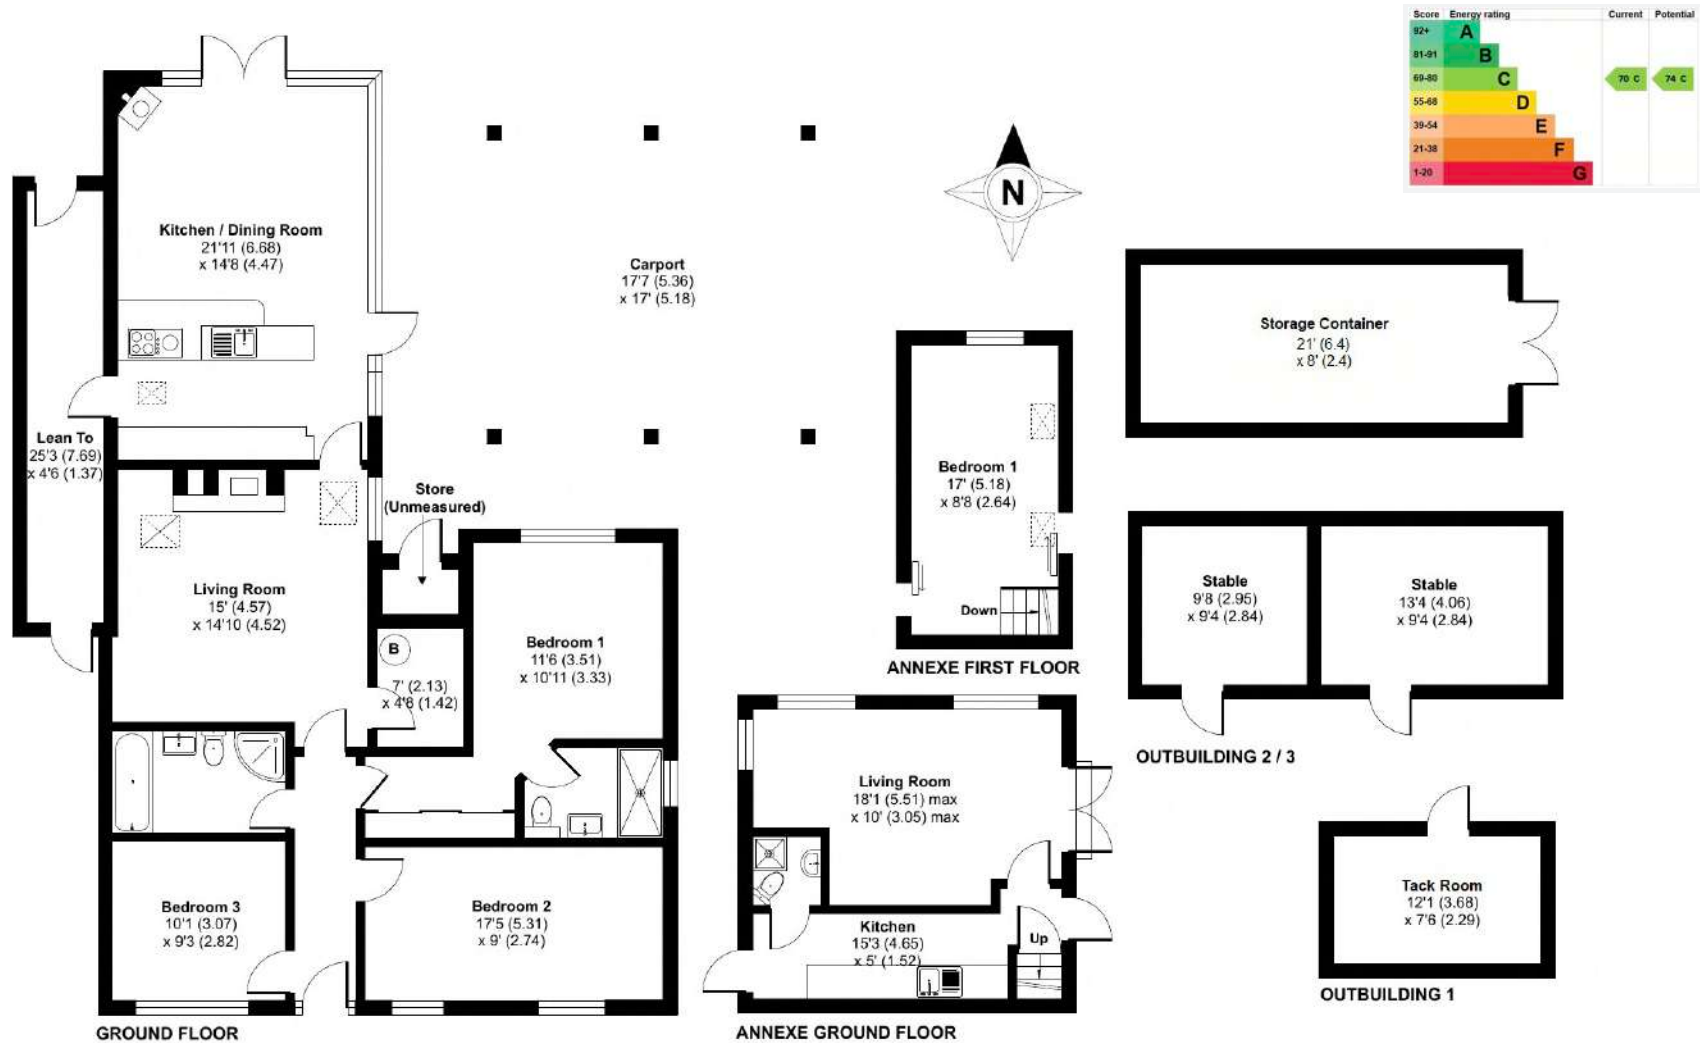 Score Energy rating Current Potential
92+ A
81-91 B
69-80 C 70 C 74 C
55-68 D
39-54 E
21-38 F
1-20 G
N
Kitchen / Dining Room
21'11 (6.68)
x 14'8 (4.47)
Carport
17'7 (5.36)
x 17' (5.18)
Storage Container
21' (6.4)
x 8' (2.4)
Lean To
25'3 (7.69)
x 4'6 (1.37)
Store
(Unmeasured)
Bedroom 1
17' (5.18)
x 8'8 (2.64)
Down
ANNEXE FIRST FLOOR
Living Room
15' (4.57)
x 14'10 (4.52)
B
7' (2.13)
x 4'8 (1.42)
Bedroom 1
11'6 (3.51)
x 10'11 (3.33)
Stable
9'8 (2.95)
x 9'4 (2.84)
Stable
13'4 (4.06)
x 9'4 (2.84)
OUTBUILDING 2 / 3
Living Room
18'1 (5.51) max
x 10' (3.05) max
Bedroom 3
10'1 (3.07)
x 9'3 (2.82)
Bedroom 2
17'5 (5.31)
x 9' (2.74)
Kitchen
15'3 (4.65)
x 5' (1.52)
Up
Tack Room
12'1 (3.68)
x 7'6 (2.29)
OUTBUILDING 1
GROUND FLOOR
ANNEXE GROUND FLOOR